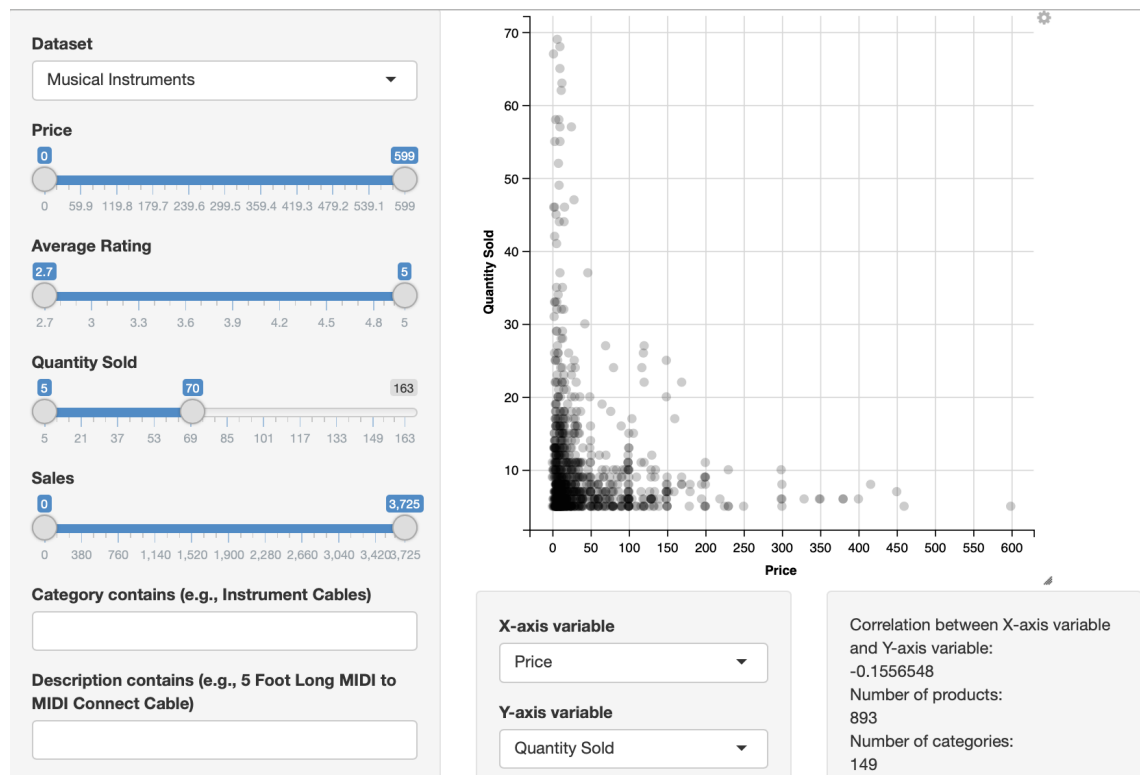 Dataset
Musical Instruments
Price
0 599
0 59.9 119.8 179.7 239.6 299.5 359.4 419.3 479.2 539.1 599
Average Rating
2.7 5
2.7 3 3.3 3.6 3.9 4.2 4.5 4.8 5
Quantity Sold
5 70 163
5 21 37 53 69 85 101 117 133 149 163
Sales
0 3,725
0 380 760 1,140 1,520 1,900 2,280 2,660 3,040 3,420 3,725
Category contains (e.g., Instrument Cables)
Description contains (e.g., 5 Foot Long MIDI to
MIDI Connect Cable)
Quantity Sold
70
60
50
40
30
20
10
0 50 100 150 200 250 300 350 400 450 500 550 600
Price
X-axis variable
Price
Y-axis variable
Quantity Sold
Correlation between X-axis variable
and Y-axis variable:
-0.1556548
Number of products:
893
Number of categories:
149